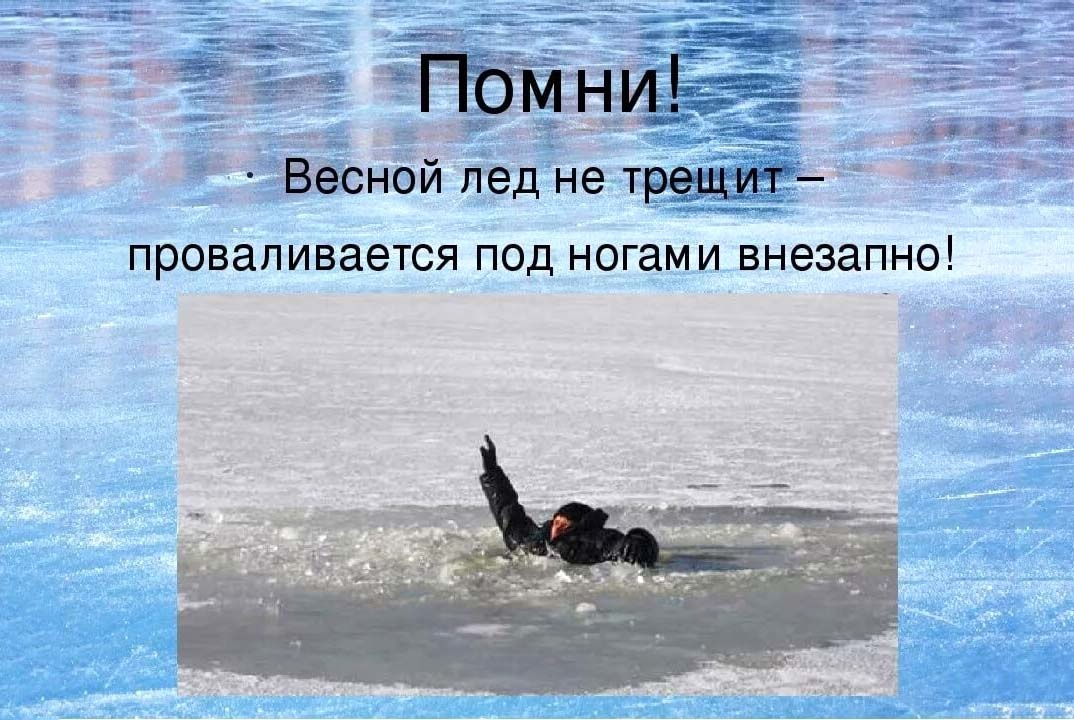 Помни!
· Весной лед не трещит –
проваливается под ногами внезапно!